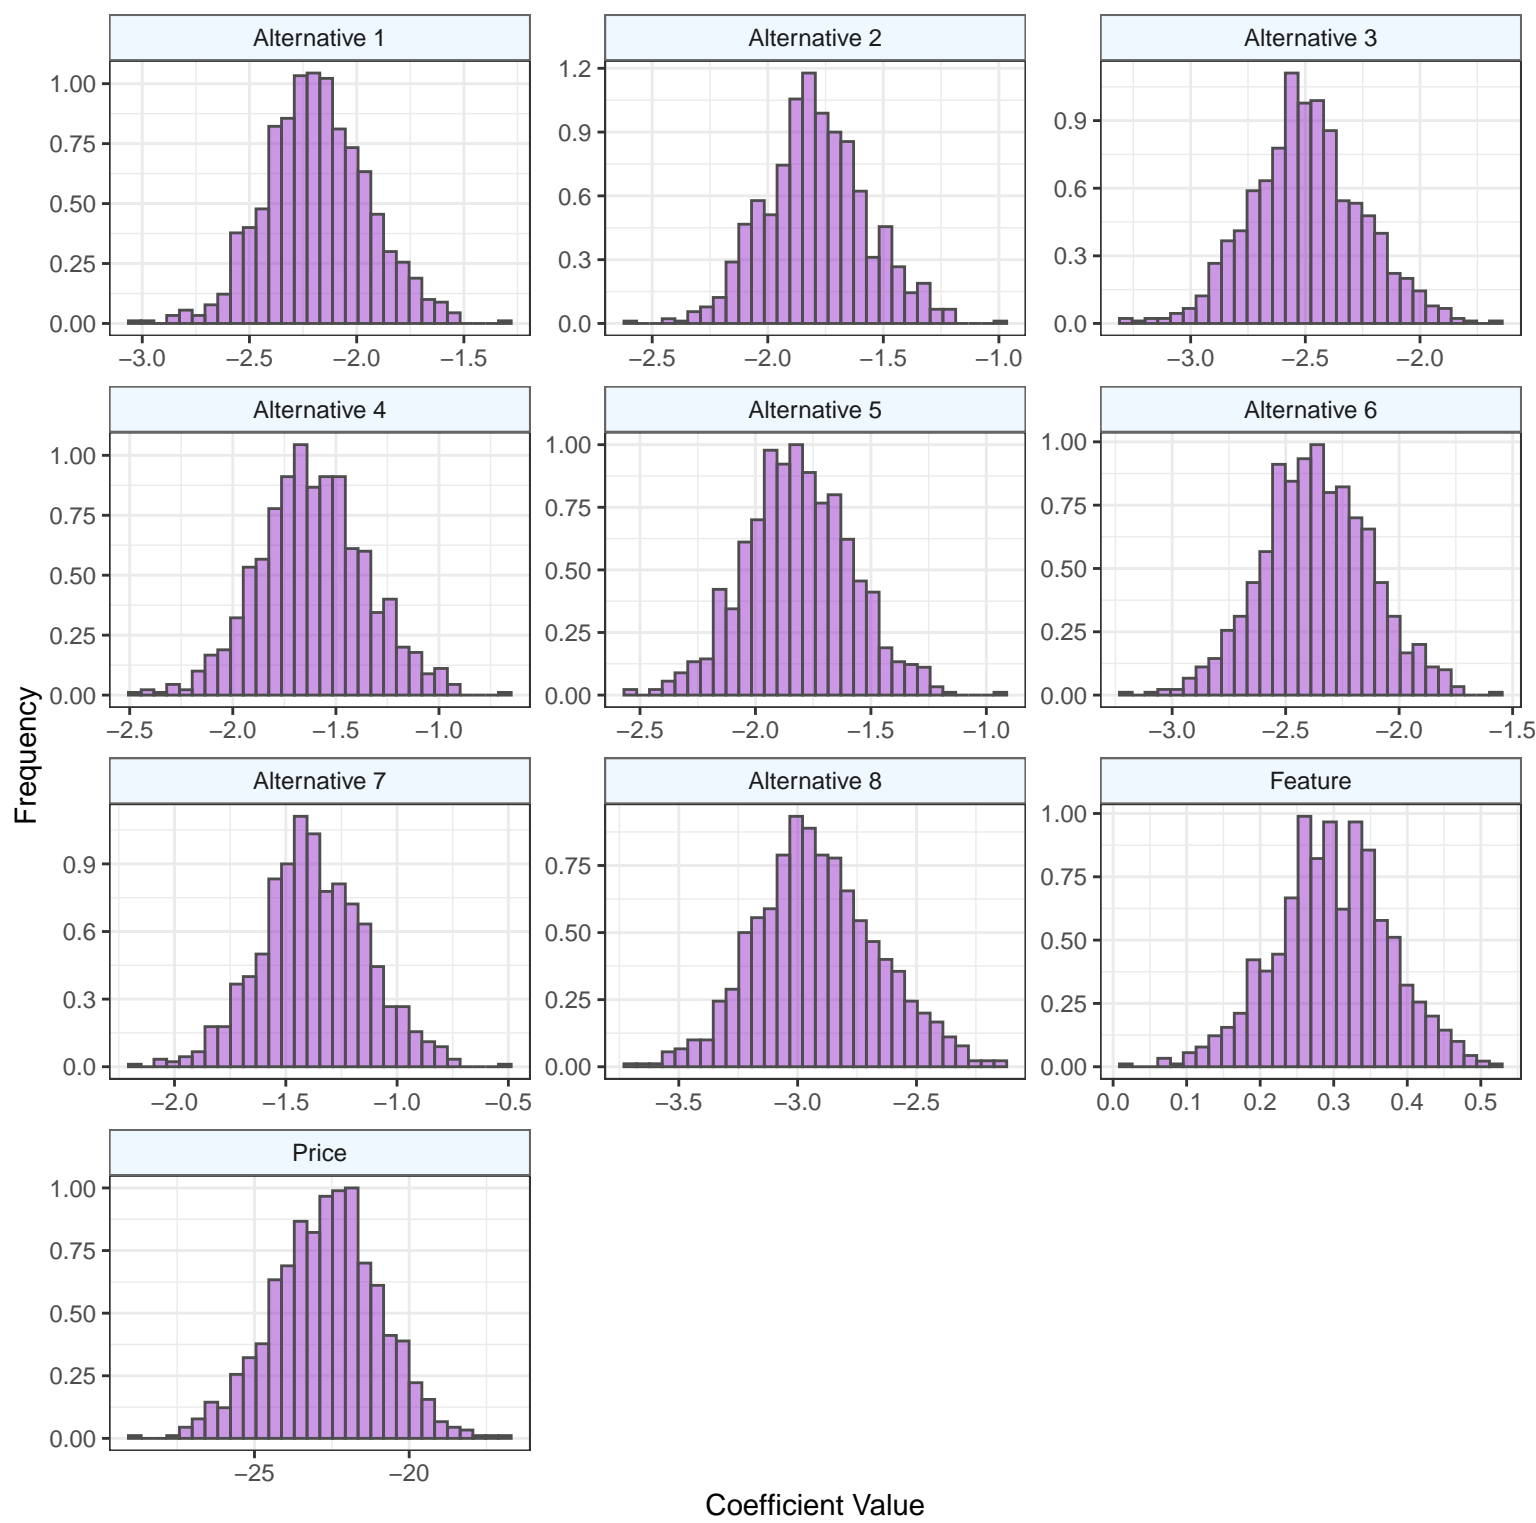 Alternative 1
Alternative 2
Alternative 3
1.00
0.75
0.50
0.25
0.00
−3.0 −2.5 −2.0 −1.5
1.2
0.9
0.6
0.3
0.0
−2.5 −2.0 −1.5 −1.0
0.9
0.6
0.3
0.0
−3.0 −2.5 −2.0
Alternative 4
Alternative 5
Alternative 6
1.00
0.75
0.50
0.25
0.00
−2.5 −2.0 −1.5 −1.0
1.00
0.75
0.50
0.25
0.00
−2.5 −2.0 −1.5 −1.0
1.00
0.75
0.50
0.25
0.00
−3.0 −2.5 −2.0 −1.5
Frequency
Alternative 7
Alternative 8
Feature
0.9
0.6
0.3
0.0
−2.0 −1.5 −1.0 −0.5
0.75
0.50
0.25
0.00
−3.5 −3.0 −2.5
1.00
0.75
0.50
0.25
0.00
0.0 0.1 0.2 0.3 0.4 0.5
Price
1.00
0.75
0.50
0.25
0.00
−25 −20
Coefficient Value